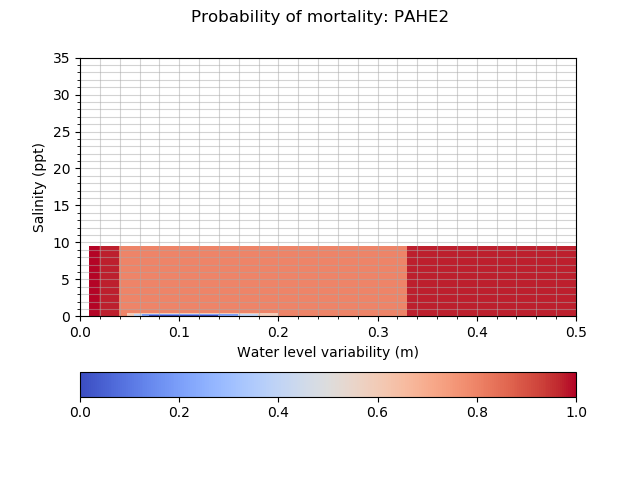 Probability of mortality: PAHE2
35
30
25
20
15
10
5
0
Salinity (ppt)
0.0 0.1 0.2 0.3 0.4 0.5
Water level variability (m)
0.0 0.2 0.4 0.6 0.8 1.0